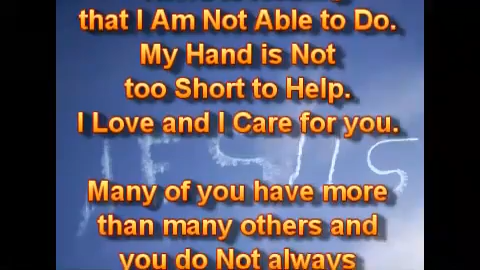 that I Am Not Able to Do.
My Hand is Not
too Short to Help.
I Love and I Care for you.
JESUS
Many of you have more
than many others and
you do Not always